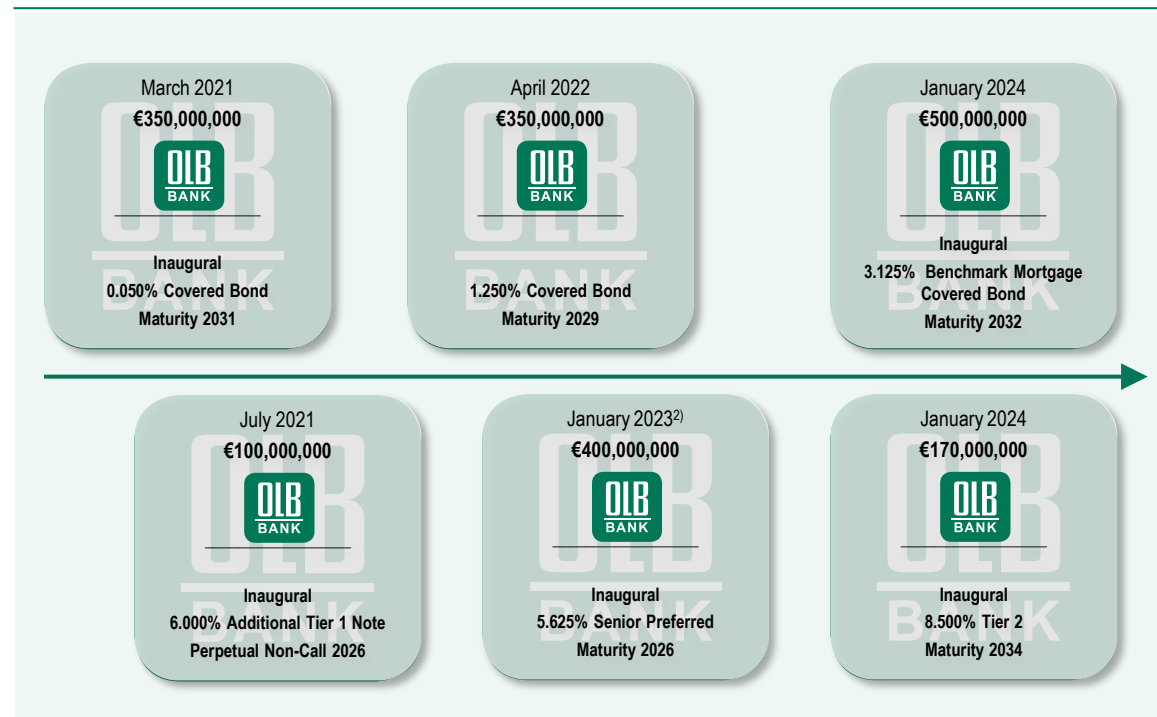 March 2021
€350,000,000
OLB
BANK
Inaugural
0.050% Covered Bond
Maturity 2031
April 2022
€350,000,000
OLB
BANK
1.250% Covered Bond
Maturity 2029
January 2024
€500,000,000
OLB
BANK
Inaugural
3.125% Benchmark Mortgage
Covered Bond
Maturity 2032
July 2021
€100,000,000
OLB
BANK
Inaugural
6.000% Additional Tier 1 Note
Perpetual Non-Call 2026
January 2023²⁾
€400,000,000
OLB
BANK
Inaugural
5.625% Senior Preferred
Maturity 2026
January 2024
€170,000,000
OLB
BANK
Inaugural
8.500% Tier 2
Maturity 2034